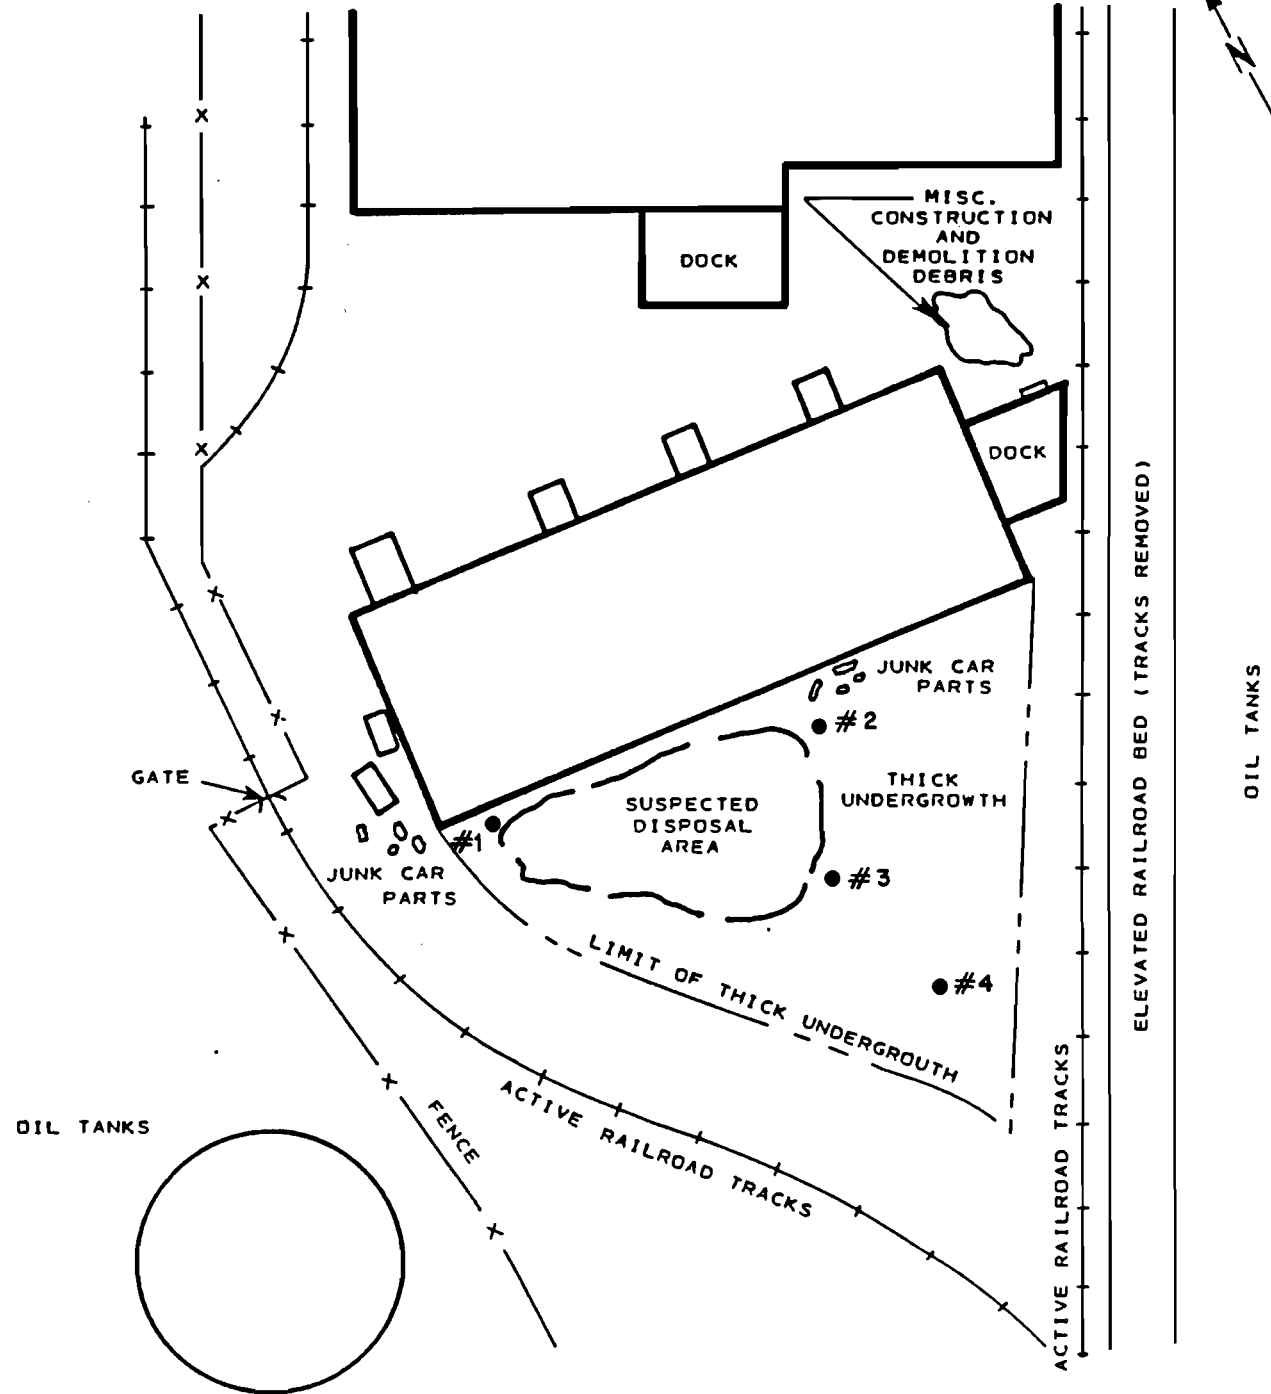 N
MISC.
CONSTRUCTION
AND
DEMOLITION
DEBRIS
DOCK
DOCK
ELEVATED RAILROAD BED (TRACKS REMOVED)
OIL TANKS
JUNK CAR
PARTS
#2
GATE
THICK
UNDERGROWTH
SUSPECTED
DISPOSAL
AREA
#1
JUNK CAR
PARTS
#3
LIMIT OF THICK UNDERGROUTH
#4
ACTIVE RAILROAD TRACKS
ACTIVE RAILROAD TRACKS
FENCE
OIL TANKS